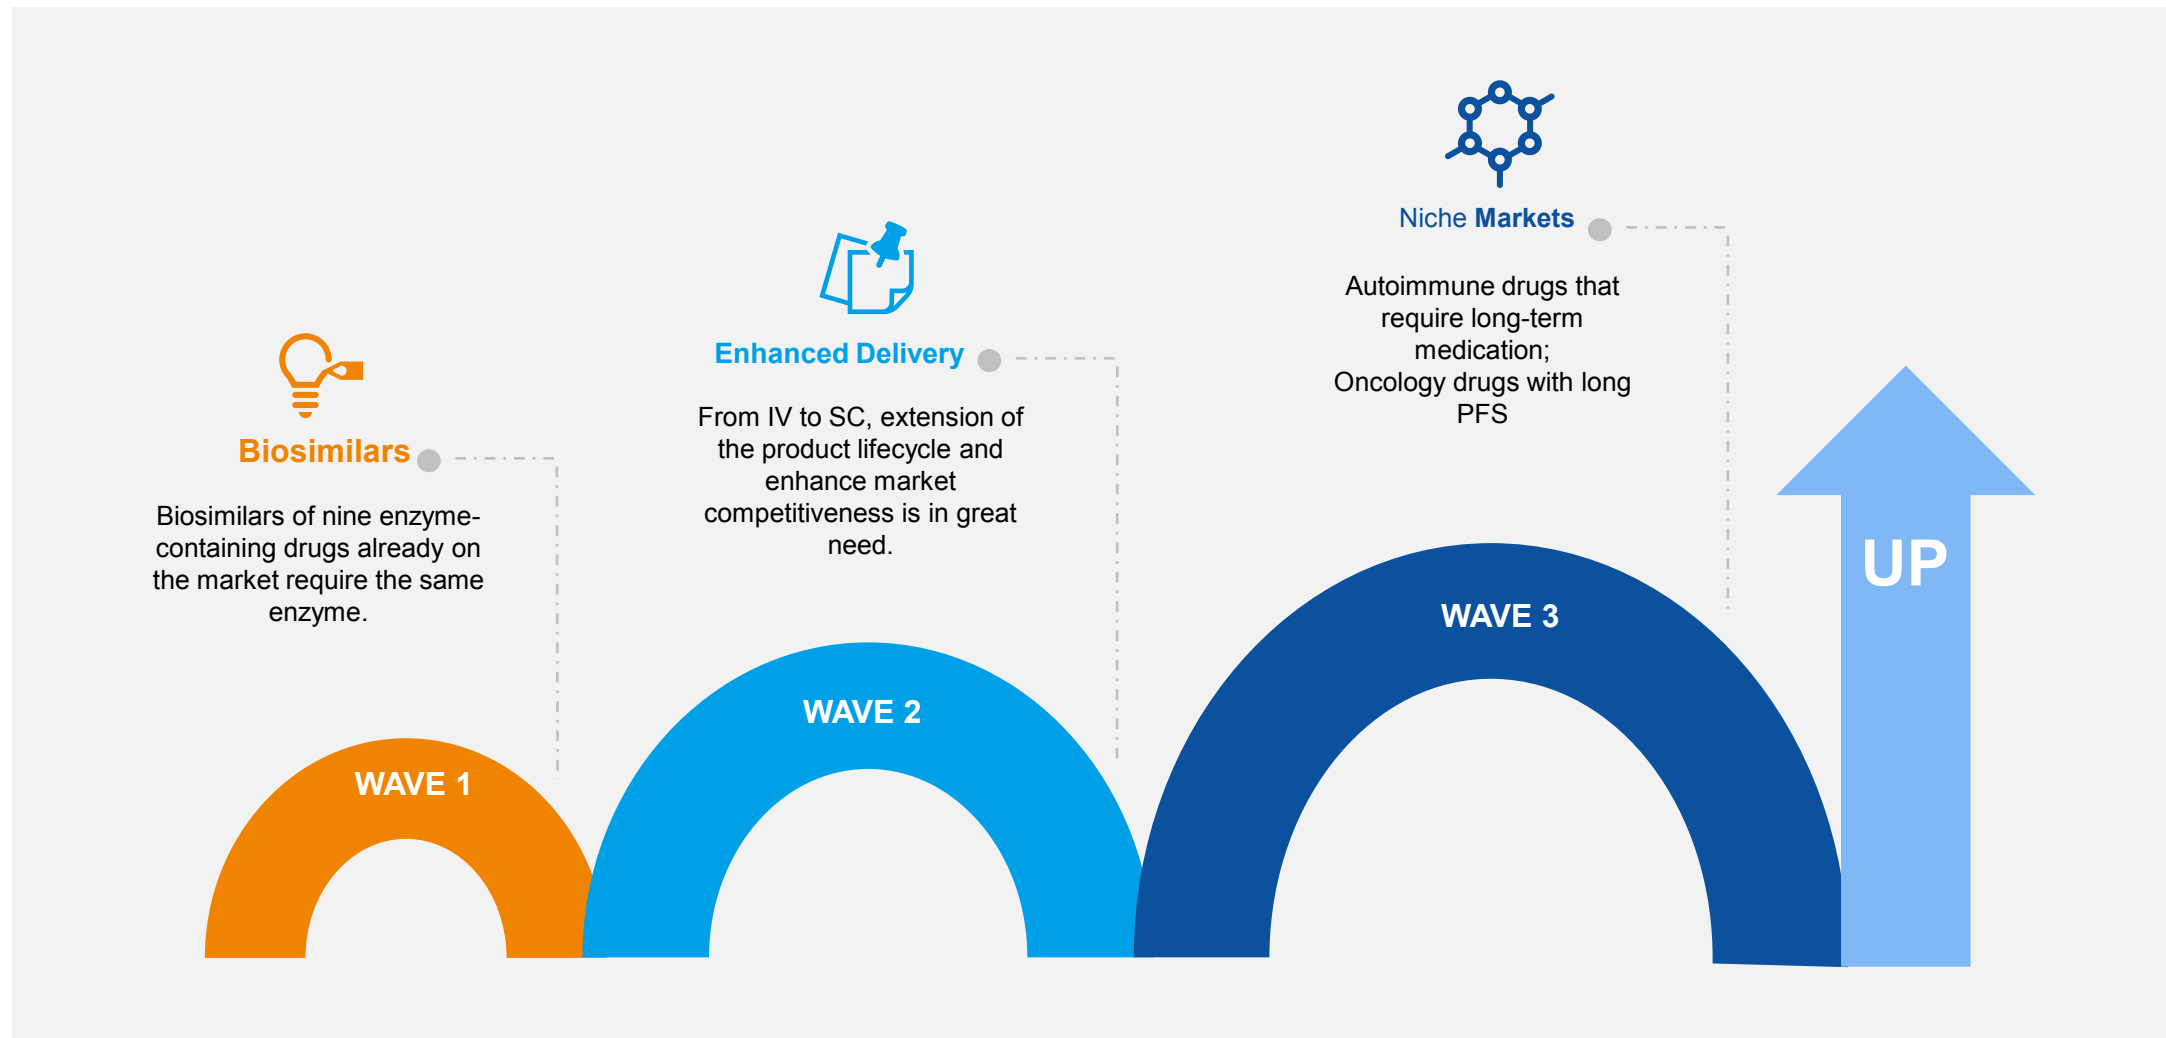 Biosimilars
Biosimilars of nine enzyme-
containing drugs already on
the market require the same
enzyme.
WAVE 1
Enhanced Delivery
From IV to SC, extension of
the product lifecycle and
enhance market
competitiveness is in great
need.
WAVE 2
Niche Markets
Autoimmune drugs that
require long-term
medication;
Oncology drugs with long
PFS
WAVE 3
UP